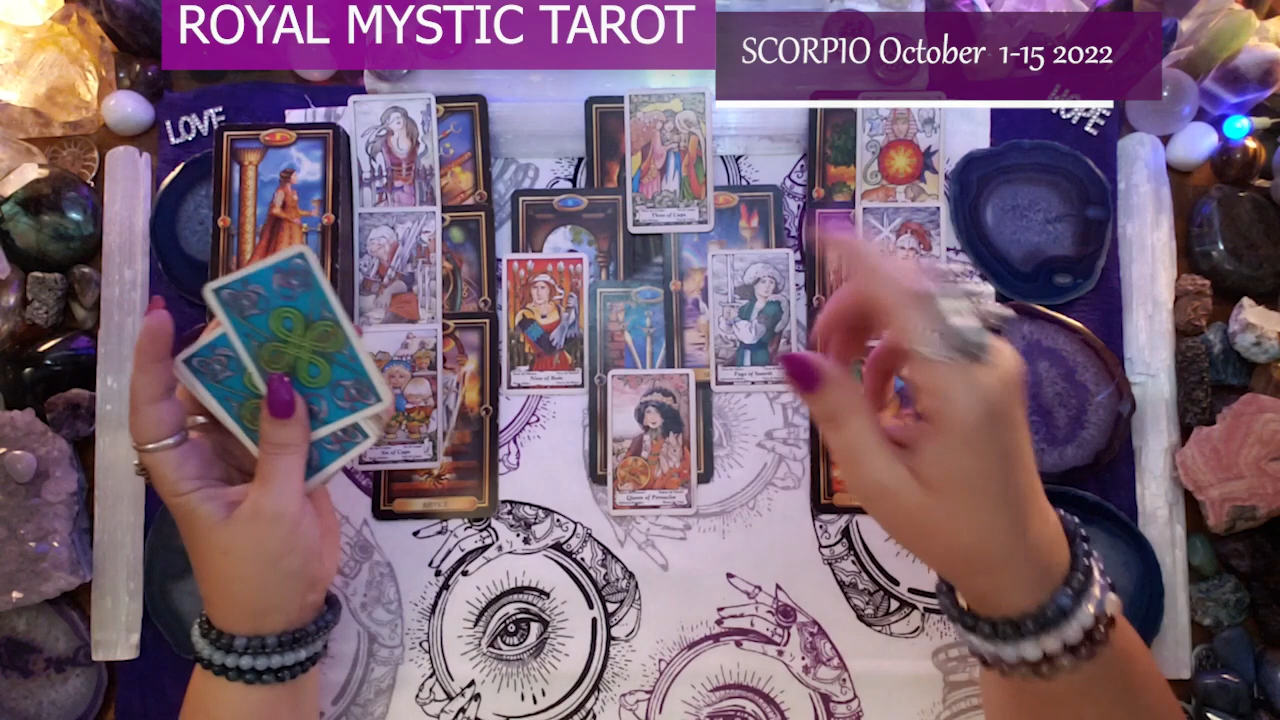 ROYAL MYSTIC TAROT
SCORPIO October 1-15 2022
LOVE
HOPE
Three of Cups
Nine of Rods
Page of Swords
Six of Cups
Queen of Pentacles
JUSTICE